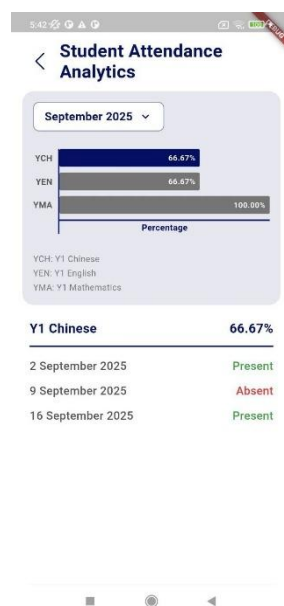 5:42
Student Attendance
Analytics
September 2025
YCH 66.67%
YEN 66.67%
YMA 100.00%
Percentage
YCH: Y1 Chinese
YEN: Y1 English
YMA: Y1 Mathematics
Y1 Chinese 66.67%
2 September 2025 Present
9 September 2025 Absent
16 September 2025 Present